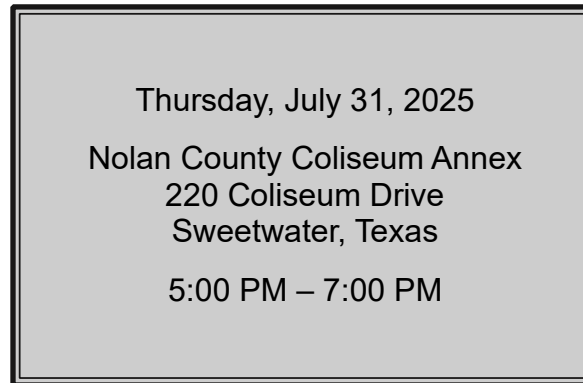 Thursday, July 31, 2025
Nolan County Coliseum Annex
220 Coliseum Drive
Sweetwater, Texas
5:00 PM – 7:00 PM